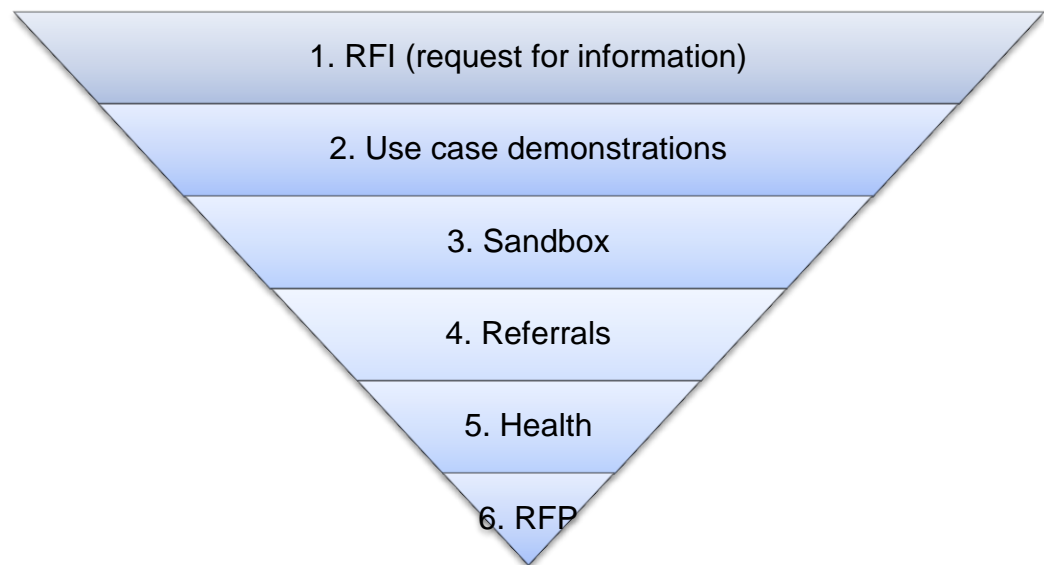 1. RFI (request for information)
2. Use case demonstrations
3. Sandbox
4. Referrals
5. Health
6. RFP